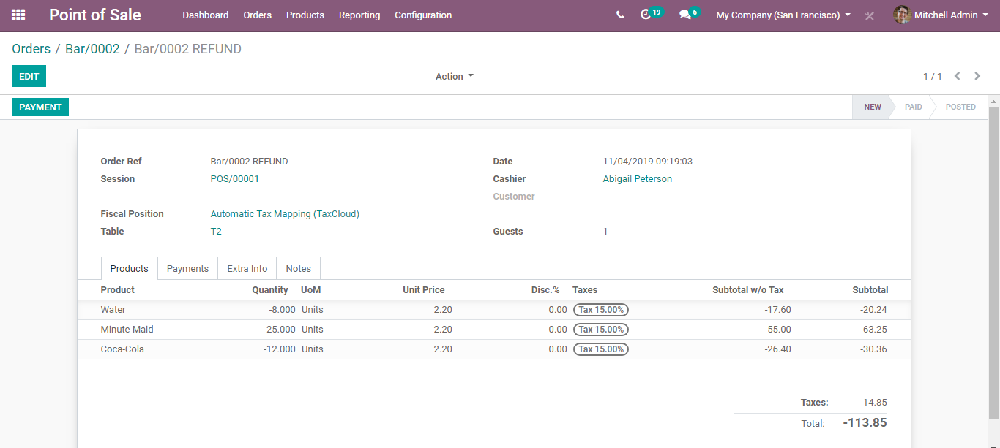 Point of Sale Dashboard Orders Products Reporting Configuration 19 6 My Company (San Francisco) Mitchell Admin
Orders / Bar/0002 / Bar/0002 REFUND
EDIT Action 1 / 1
PAYMENT NEW PAID POSTED
Order Ref Bar/0002 REFUND Date 11/04/2019 09:19:03
Session POS/00001 Cashier Abigail Peterson
Customer
Fiscal Position Automatic Tax Mapping (TaxCloud)
Table T2 Guests 1
Products Payments Extra Info Notes
Product Quantity UoM Unit Price Disc.% Taxes Subtotal w/o Tax Subtotal
Water -8.000 Units 2.20 0.00 Tax 15.00% -17.60 -20.24
Minute Maid -25.000 Units 2.20 0.00 Tax 15.00% -55.00 -63.25
Coca-Cola -12.000 Units 2.20 0.00 Tax 15.00% -26.40 -30.36
Taxes: -14.85
Total: -113.85